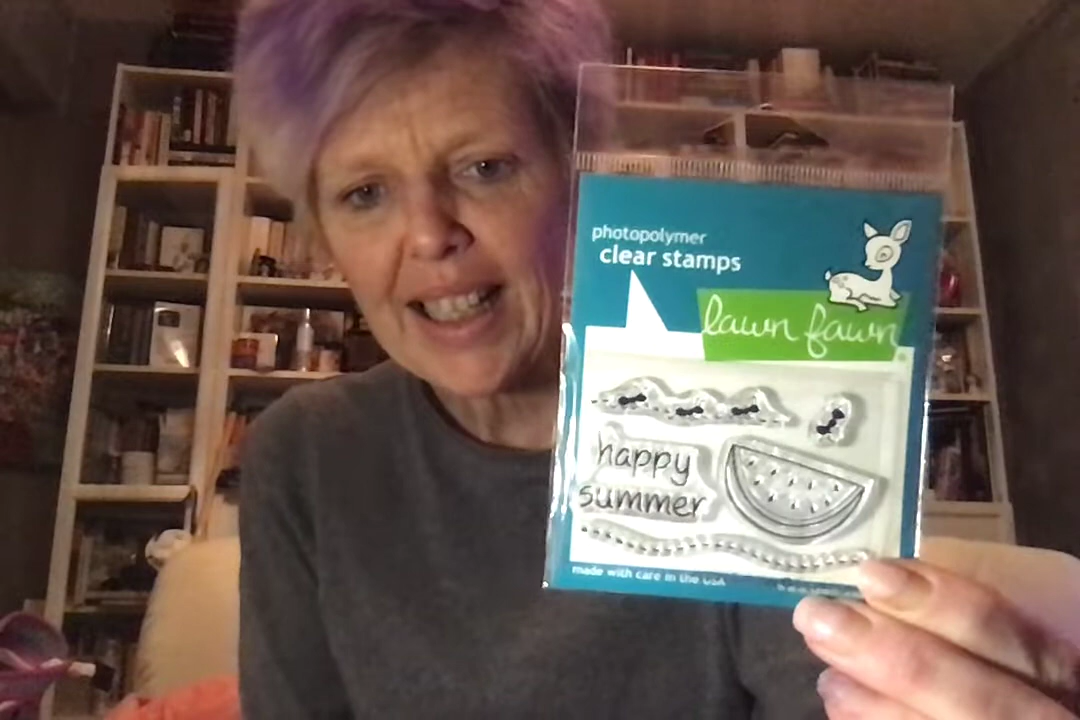 photopolymer
clear stamps
lawn fawn
happy
summer
made with care in the USA